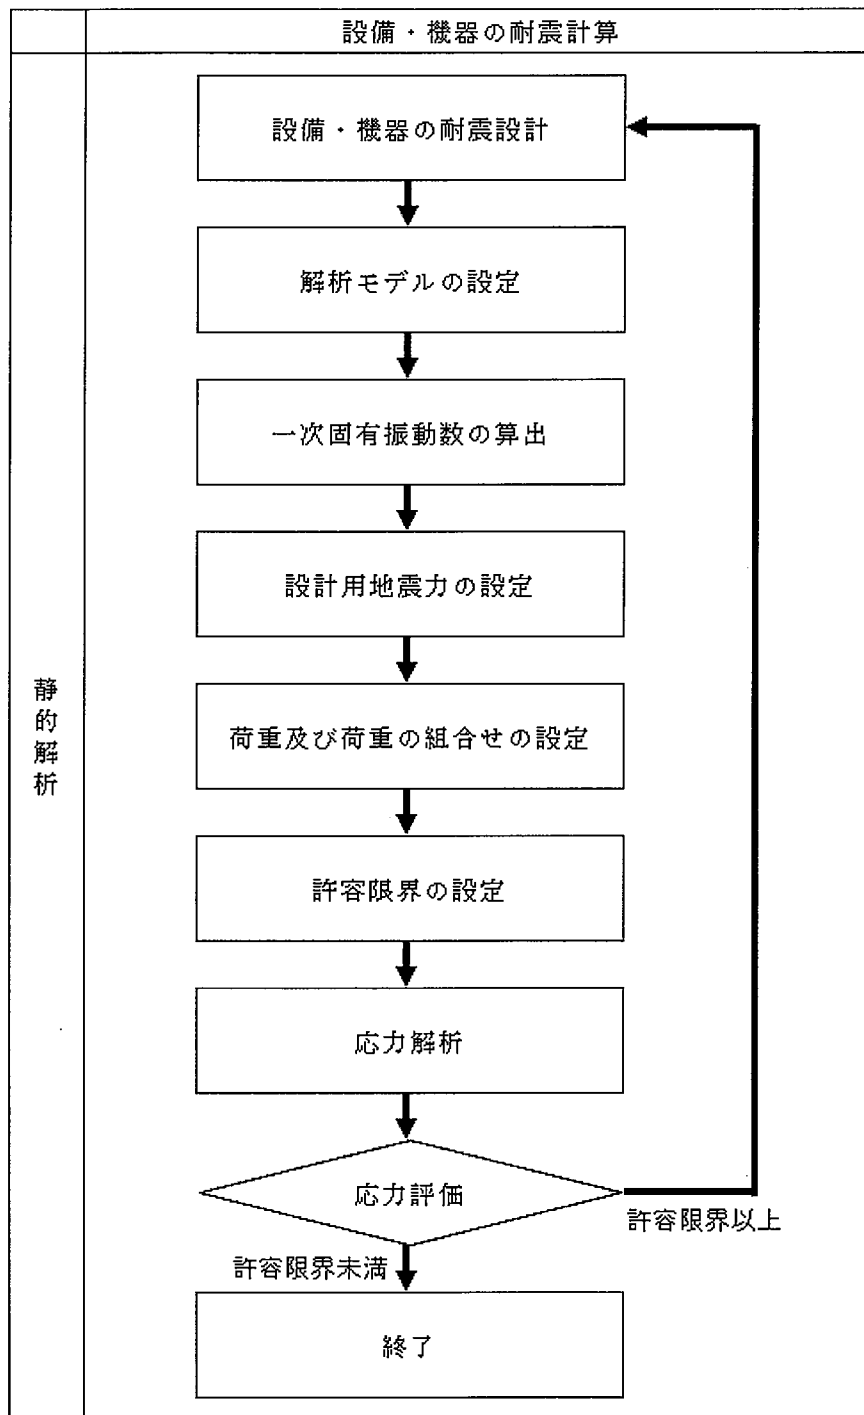 設備・機器の耐震計算
静的解析
設備・機器の耐震設計
解析モデルの設定
一次固有振動数の算出
設計用地震力の設定
荷重及び荷重の組合せの設定
許容限界の設定
応力解析
応力評価
許容限界以上
許容限界未満
終了